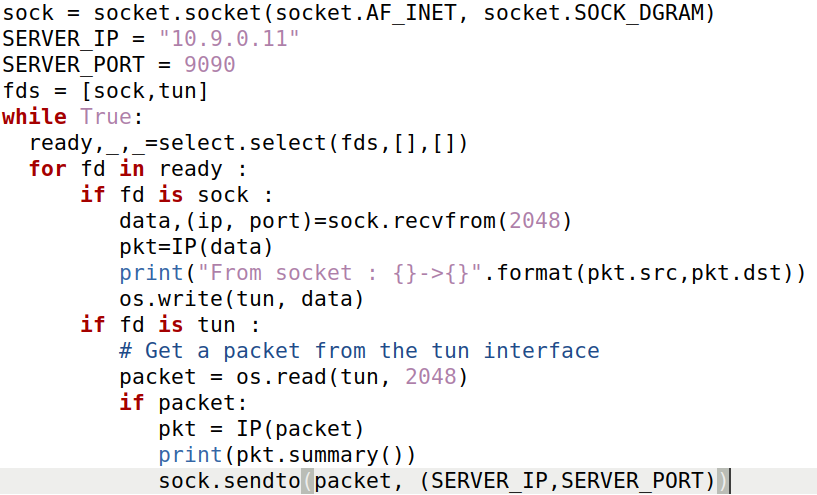 sock = socket.socket(socket.AF_INET, socket.SOCK_DGRAM)
SERVER_IP = "10.9.0.11"
SERVER_PORT = 9090
fds = [sock,tun]
while True:
  ready,_,_=select.select(fds,[],[])
  for fd in ready :
      if fd is sock :
         data,(ip, port)=sock.recvfrom(2048)
         pkt=IP(data)
         print("From socket : {}->{}".format(pkt.src,pkt.dst))
         os.write(tun, data)
      if fd is tun :
         # Get a packet from the tun interface
         packet = os.read(tun, 2048)
         if packet:
            pkt = IP(packet)
            print(pkt.summary())
            sock.sendto(packet, (SERVER_IP,SERVER_PORT))